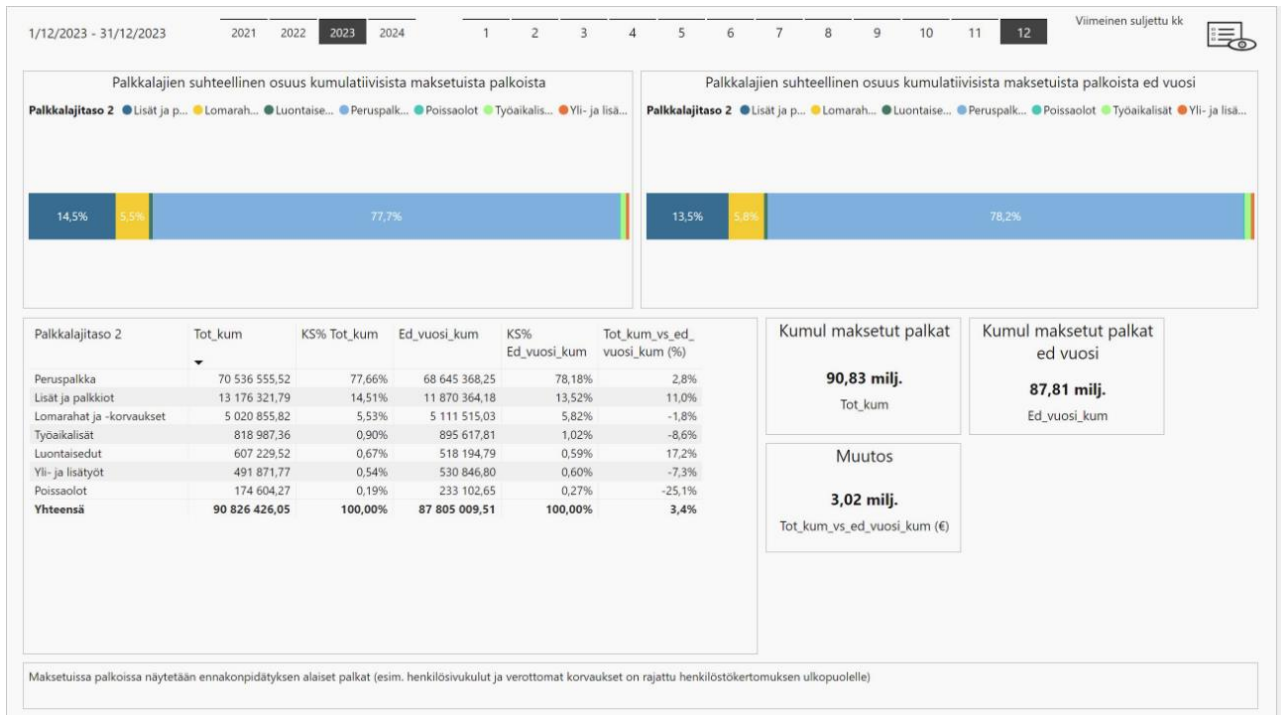 1/12/2023 - 31/12/2023
2021 2022 2023 2024
1 2 3 4 5 6 7 8 9 10 11 12
Viimeinen suljettu kk
Palkkalajien suhteellinen osuus kumulatiivisista maksetuista palkoista
Palkkalajitaso 2 Lisät ja p... Lomarah... Luontaise... Peruspalk... Poissaolot Työaikalis... Yli- ja lisä...
14,5% 5,5% 77,7%
Palkkalajien suhteellinen osuus kumulatiivisista maksetuista palkoista ed vuosi
Palkkalajitaso 2 Lisät ja p... Lomarah... Luontaise... Peruspalk... Poissaolot Työaikalisät Yli- ja lisä...
13,5% 5,8% 78,2%
Palkkalajitaso 2 Tot_kum KS% Tot_kum Ed_vuosi_kum KS% Tot_kum_vs_ed_
Ed_vuosi_kum vuosi_kum (%)
Peruspalkka 70 536 555,52 77,66% 68 645 368,25 78,18% 2,8%
Lisät ja palkkiot 13 176 321,79 14,51% 11 870 364,18 13,52% 11,0%
Lomarahat ja -korvaukset 5 020 855,82 5,53% 5 111 515,03 5,82% -1,8%
Työaikalisät 818 987,36 0,90% 895 617,81 1,02% -8,6%
Luontaisedut 607 229,52 0,67% 518 194,79 0,59% 17,2%
Yli- ja lisätyöt 491 871,77 0,54% 530 846,80 0,60% -7,3%
Poissaolot 174 604,27 0,19% 233 102,65 0,27% -25,1%
Yhteensä 90 826 426,05 100,00% 87 805 009,51 100,00% 3,4%
Kumul maksetut palkat
90,83 milj.
Tot_kum
Kumul maksetut palkat
ed vuosi
87,81 milj.
Ed_vuosi_kum
Muutos
3,02 milj.
Tot_kum_vs_ed_vuosi_kum (€)
Maksetuissa palkoissa näytetään ennakonpidätyksen alaiset palkat (esim. henkilösivukulut ja verottomat korvaukset on rajattu henkilöstökertomuksen ulkopuolelle)